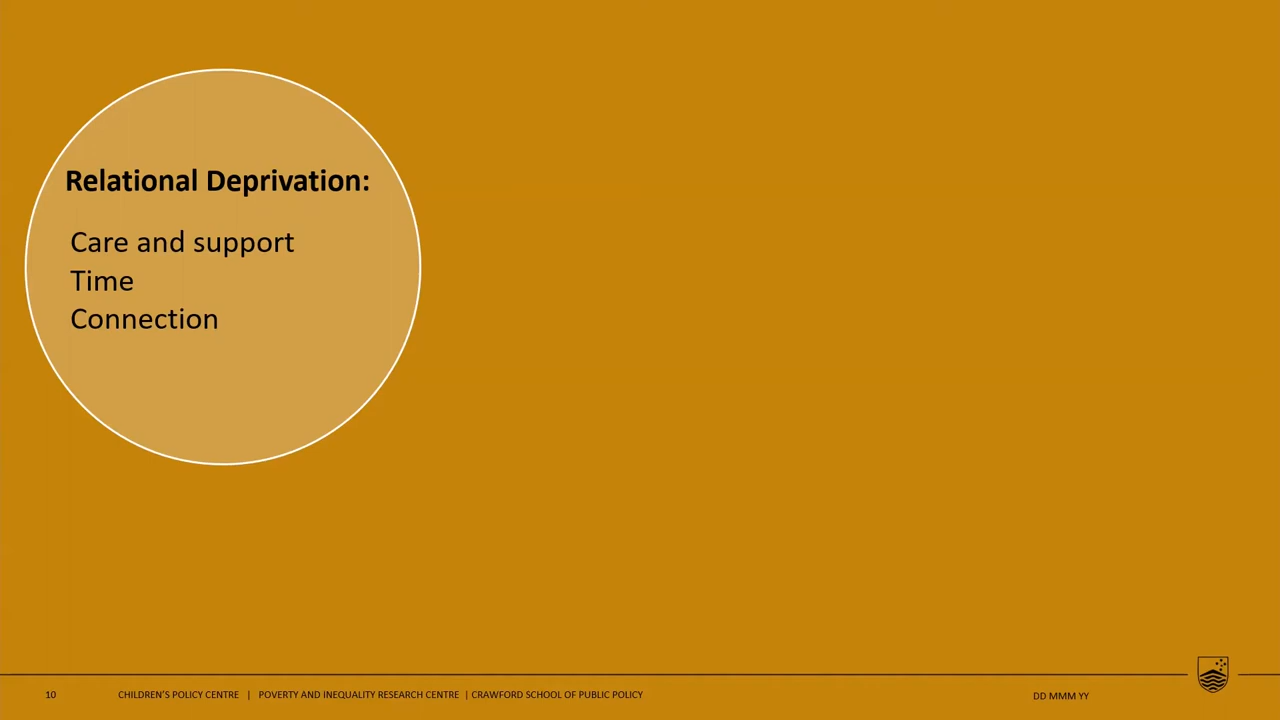 Relational Deprivation:
Care and support
Time
Connection
10 CHILDREN'S POLICY CENTRE | POVERTY AND INEQUALITY RESEARCH CENTRE | CRAWFORD SCHOOL OF PUBLIC POLICY DD MMM YY